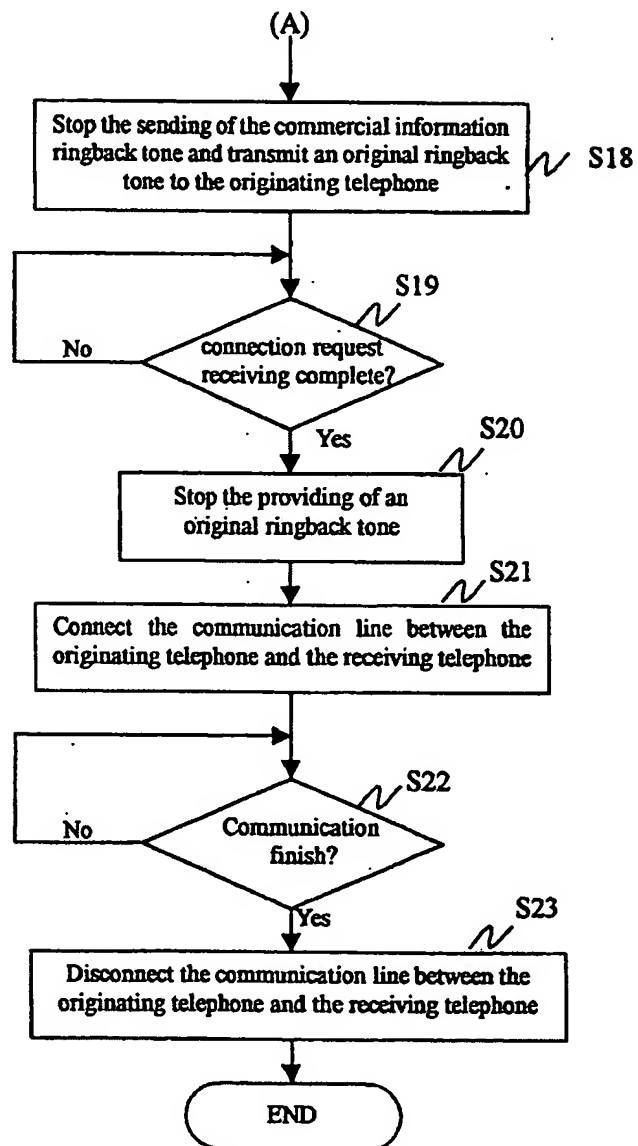 (A)
Stop the sending of the commercial information
ringback tone and transmit an original ringback
tone to the originating telephone
S18
S19
connection request
receiving complete?
No
Yes
S20
Stop the providing of an
original ringback tone
S21
Connect the communication line between the
originating telephone and the receiving telephone
S22
Communication
finish?
No
Yes
S23
Disconnect the communication line between the
originating telephone and the receiving telephone
END